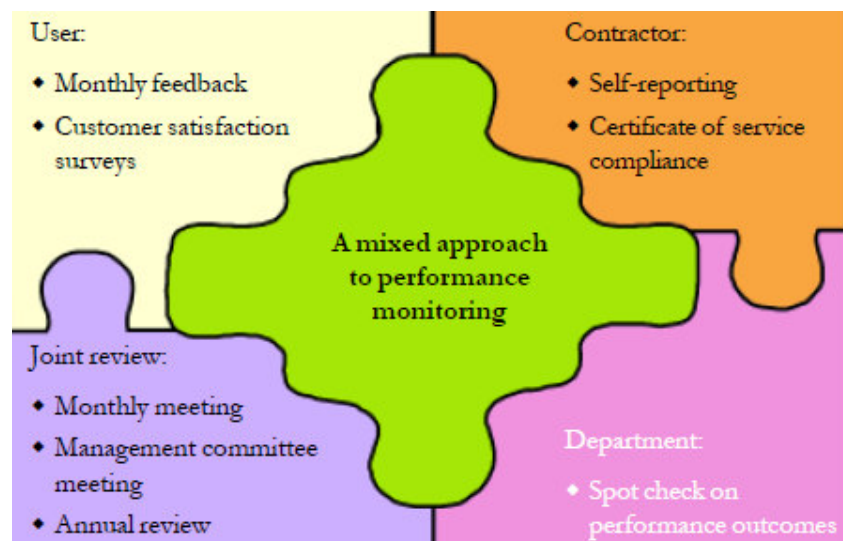 User:
◆ Monthly feedback
◆ Customer satisfaction
surveys
Contractor:
◆ Self-reporting
◆ Certificate of service
compliance
A mixed approach
to performance
monitoring
Joint review:
◆ Monthly meeting
◆ Management committee
meeting
◆ Annual review
Department:
◆ Spot check on
performance outcomes